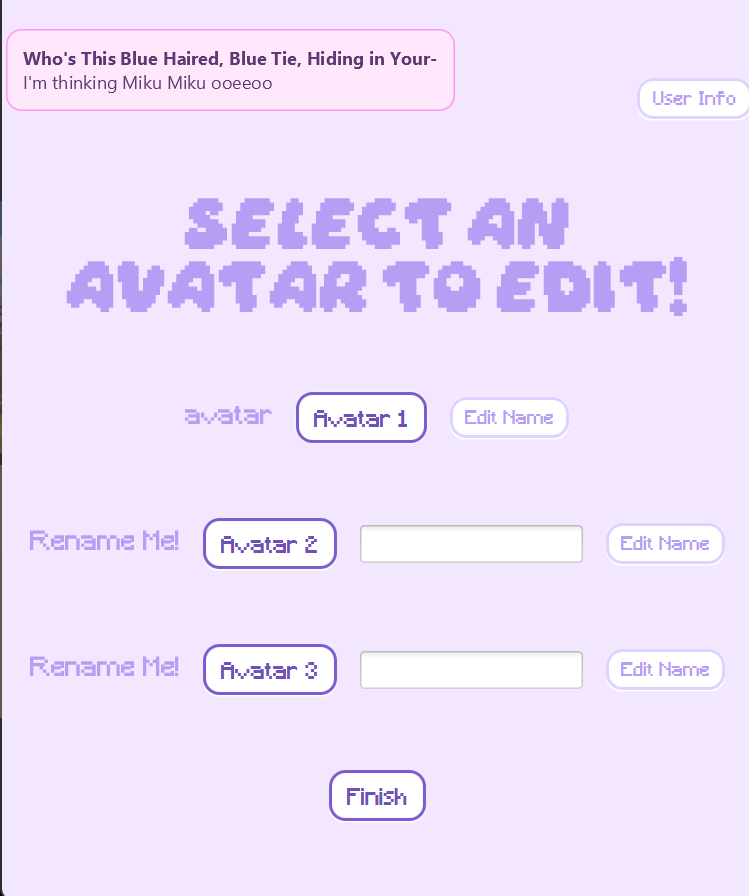 Who's This Blue Haired, Blue Tie, Hiding in Your-
I'm thinking Miku Miku ooeeoo
User Info
SELECT AN
AVATAR TO EDIT!
avatar
Avatar 1
Edit Name
Rename Me!
Avatar 2
Edit Name
Rename Me!
Avatar 3
Edit Name
Finish